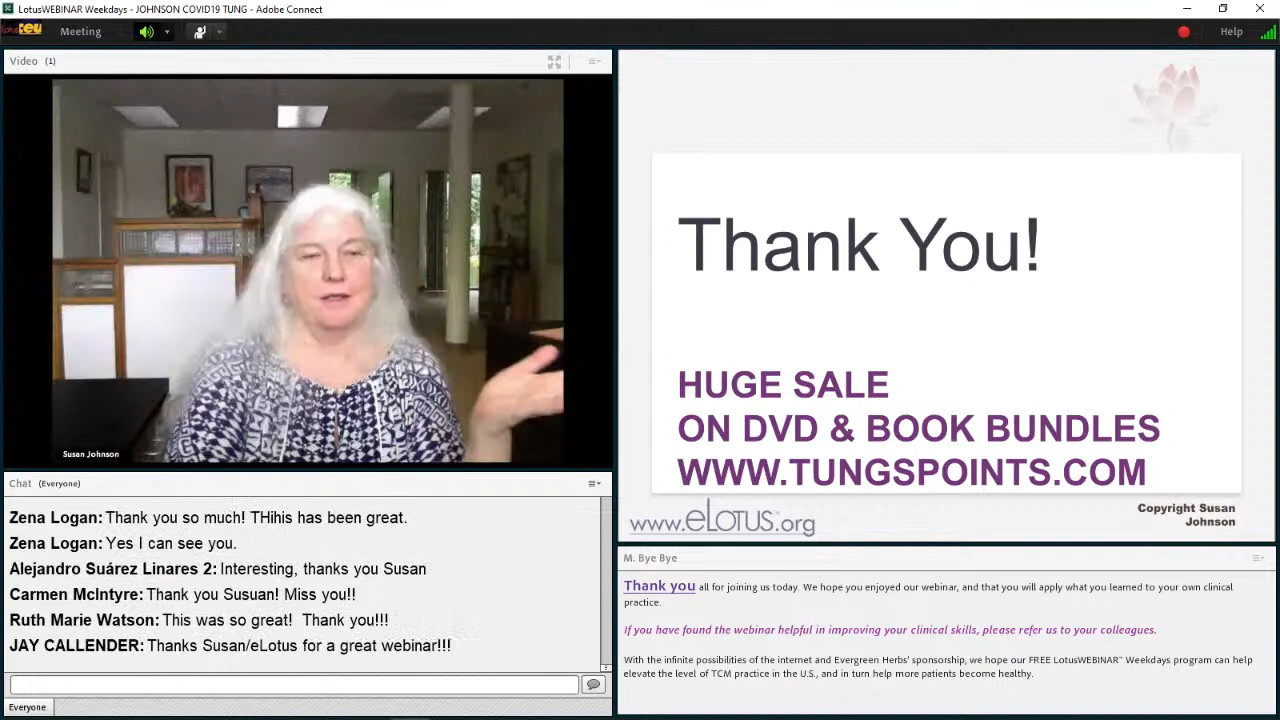 LotusWEBINAR Weekdays - JOHNSON COVID19 TUNG - Adobe Connect
Meeting
Help
Video (1)
Susan Johnson
Thank You!
HUGE SALE
ON DVD & BOOK BUNDLES
WWW.TUNGSPOINTS.COM
www.eLotus.org
Copyright Susan
Johnson
Chat (Everyone)
Zena Logan: Thank you so much! THihis has been great.
Zena Logan: Yes I can see you.
Alejandro Suárez Linares 2: Interesting, thanks you Susan
Carmen McIntyre: Thank you Susuan! Miss you!!
Ruth Marie Watson: This was so great! Thank you!!!
JAY CALLENDER: Thanks Susan/eLotus for a great webinar!!!
Everyone
M. Bye Bye
Thank you all for joining us today. We hope you enjoyed our webinar, and that you will apply what you learned to your own clinical
practice.
If you have found the webinar helpful in improving your clinical skills, please refer us to your colleagues.
With the infinite possibilities of the internet and Evergreen Herbs' sponsorship, we hope our FREE LotusWEBINAR™ Weekdays program can help
elevate the level of TCM practice in the U.S., and in turn help more patients become healthy.